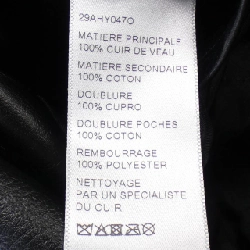 29AHY047O
MATIERE PRINCIPALE
100% CUIR DE VEAU
MATIERE SECONDAIRE
100% COTON
DOUBLURE
100% CUPRO
DOUBLURE POCHES
100% COTON
REMBOURRAGE
100% POLYESTER
NETTOYAGE
PAR UN SPECIALISTE
DU CUIR